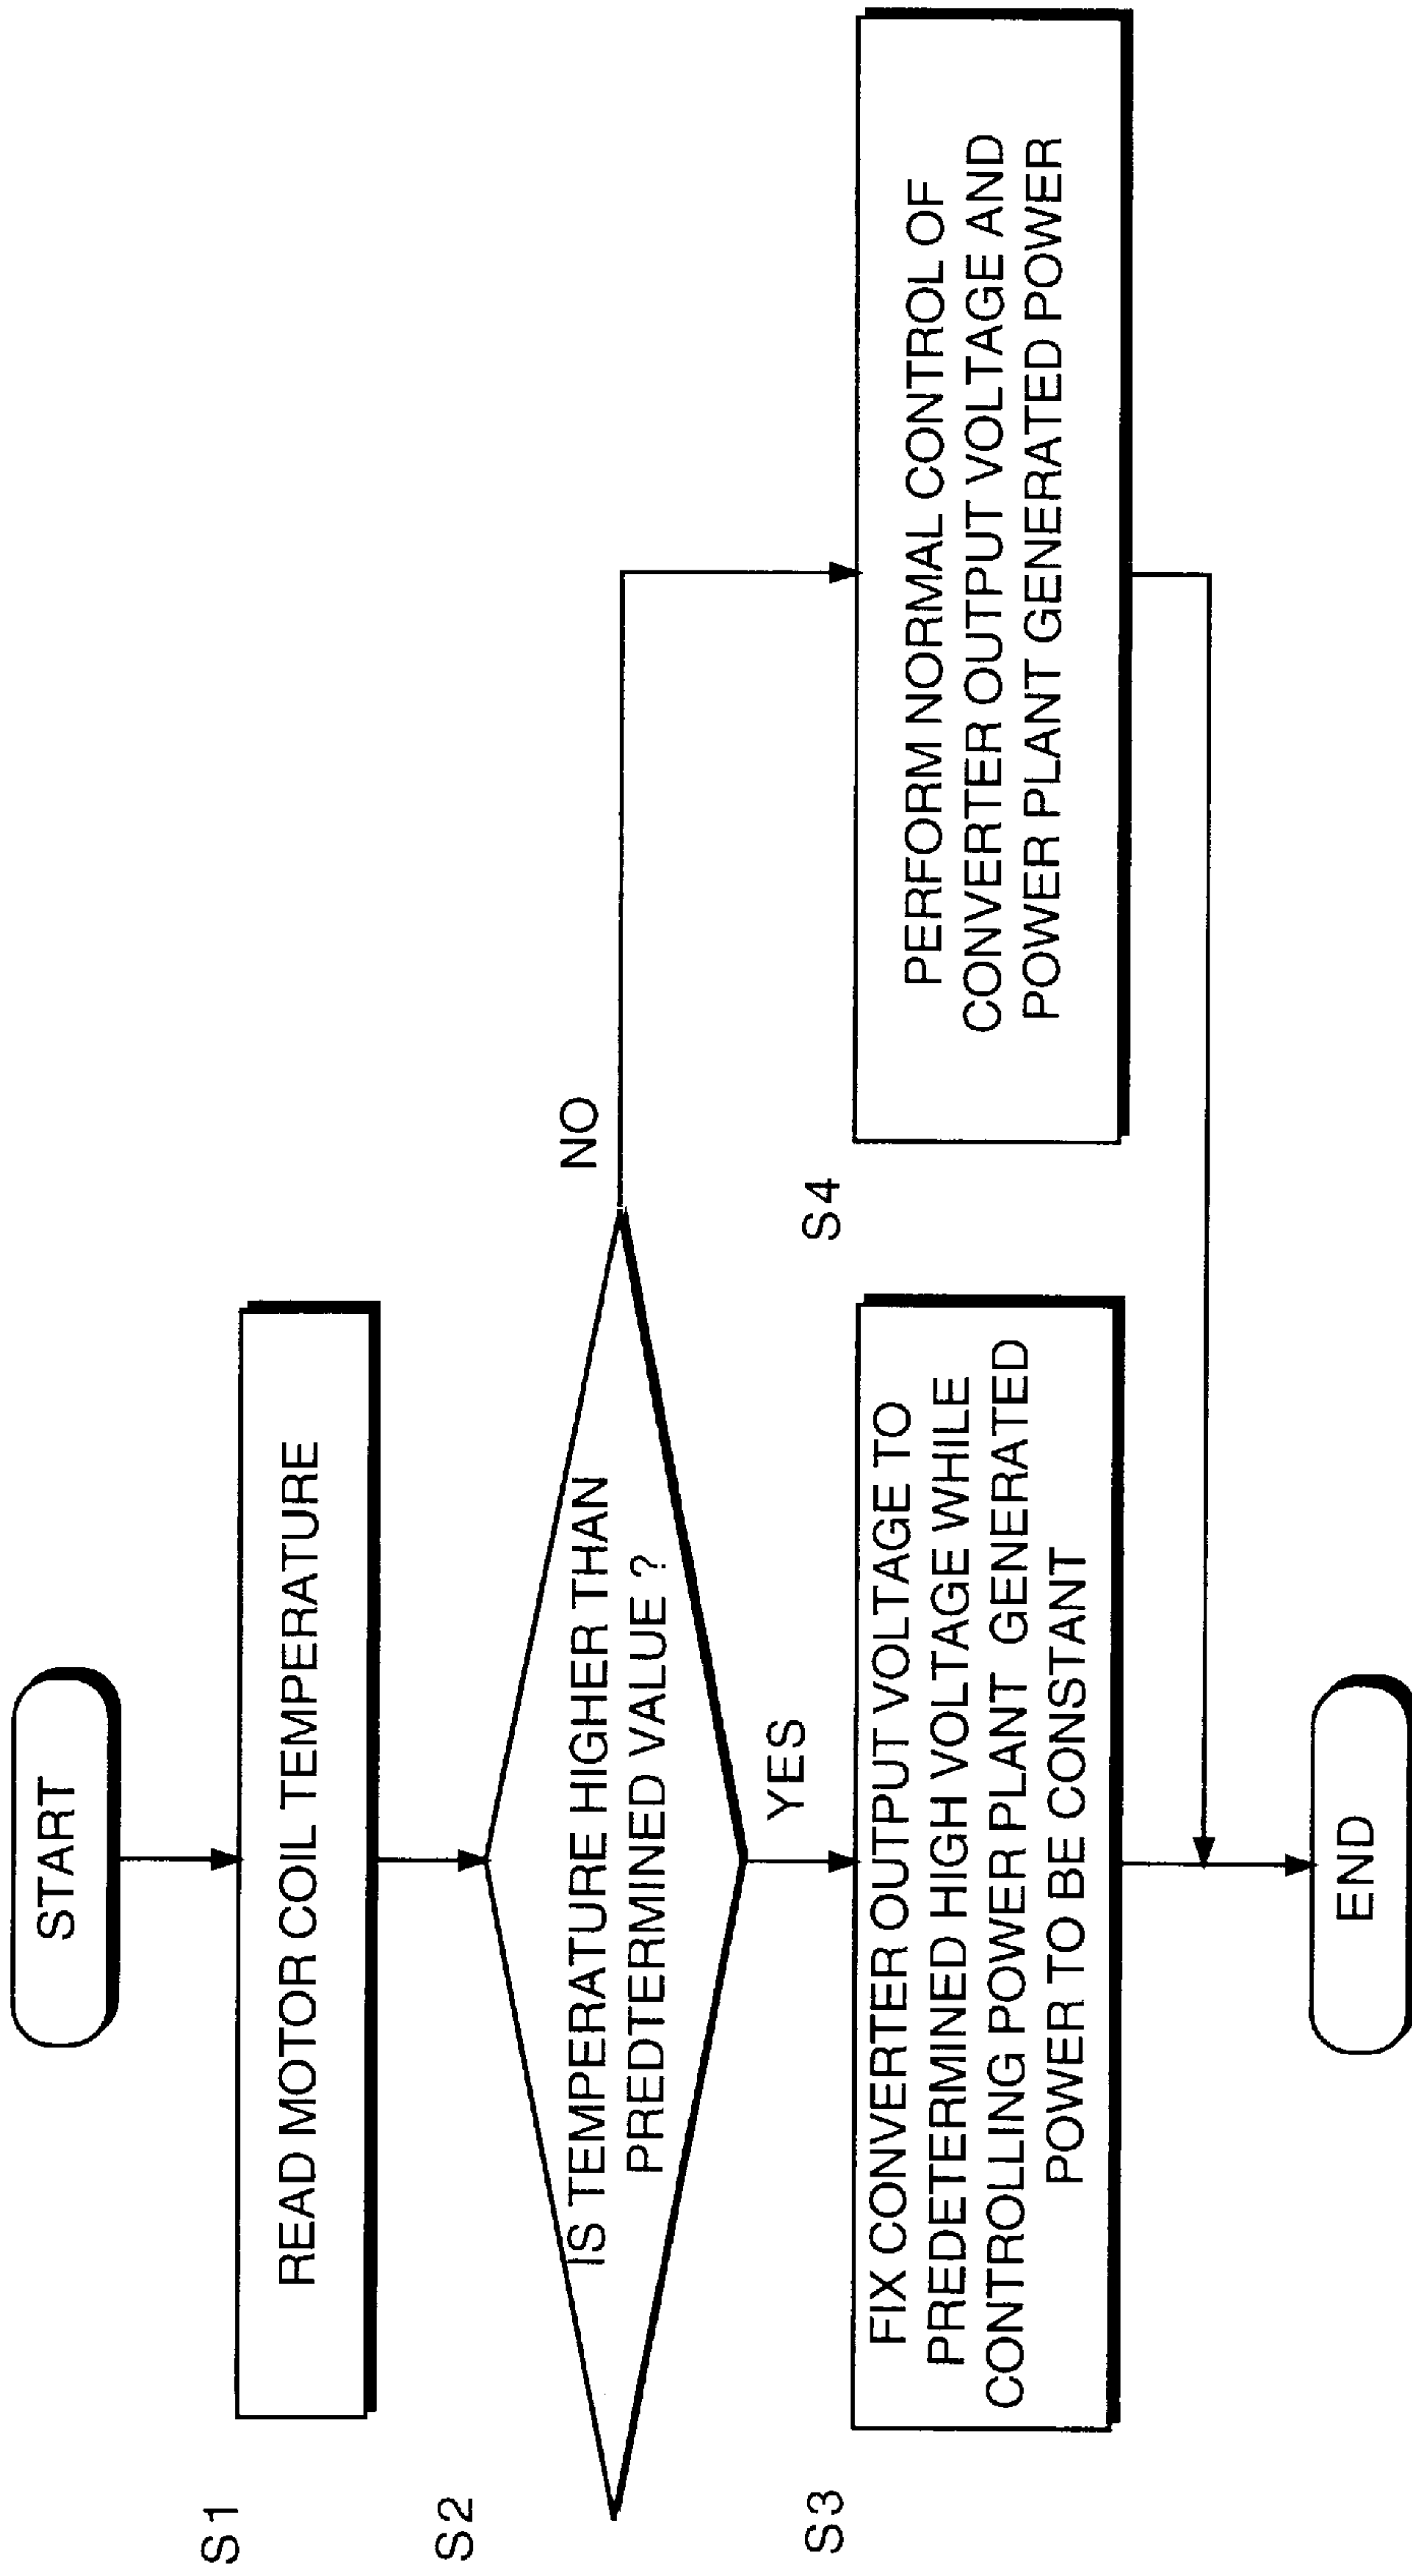 START
S1
READ MOTOR COIL TEMPERATURE
S2
IS TEMPERATURE HIGHER THAN
PREDTERMINED VALUE ?
NO
YES
S3
FIX CONVERTER OUTPUT VOLTAGE TO
PREDETERMINED HIGH VOLTAGE WHILE
CONTROLLING POWER PLANT GENERATED
POWER TO BE CONSTANT
S4
PERFORM NORMAL CONTROL OF
CONVERTER OUTPUT VOLTAGE AND
POWER PLANT GENERATED POWER
END